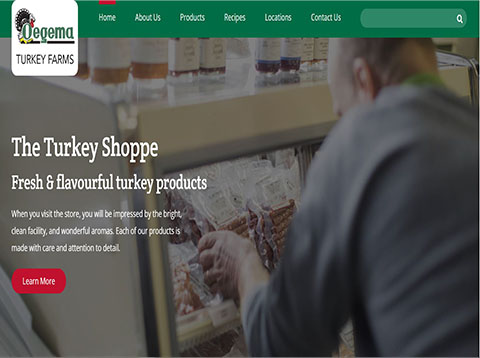 Oegema
TURKEY FARMS
Home About Us Products Recipes Locations Contact Us
The Turkey Shoppe
Fresh & flavourful turkey products
When you visit the store, you will be impressed by the bright,
clean facility, and wonderful aromas. Each of our products is
made with care and attention to detail.
Learn More